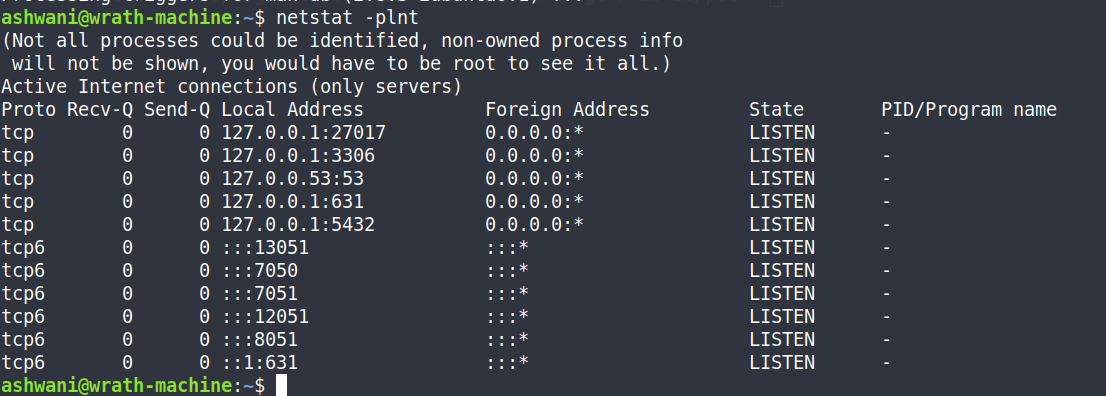 ashwani@wrath-machine:~$ netstat -plnt
(Not all processes could be identified, non-owned process info
 will not be shown, you would have to be root to see it all.)
Active Internet connections (only servers)
Proto Recv-Q Send-Q Local Address           Foreign Address         State       PID/Program name
tcp        0      0 127.0.0.1:27017         0.0.0.0:*               LISTEN      -
tcp        0      0 127.0.0.1:3306          0.0.0.0:*               LISTEN      -
tcp        0      0 127.0.0.53:53           0.0.0.0:*               LISTEN      -
tcp        0      0 127.0.0.1:631           0.0.0.0:*               LISTEN      -
tcp        0      0 127.0.0.1:5432          0.0.0.0:*               LISTEN      -
tcp6       0      0 :::13051                :::*                    LISTEN      -
tcp6       0      0 :::7050                 :::*                    LISTEN      -
tcp6       0      0 :::7051                 :::*                    LISTEN      -
tcp6       0      0 :::12051                :::*                    LISTEN      -
tcp6       0      0 :::8051                 :::*                    LISTEN      -
tcp6       0      0 ::1:631                 :::*                    LISTEN      -
ashwani@wrath-machine:~$